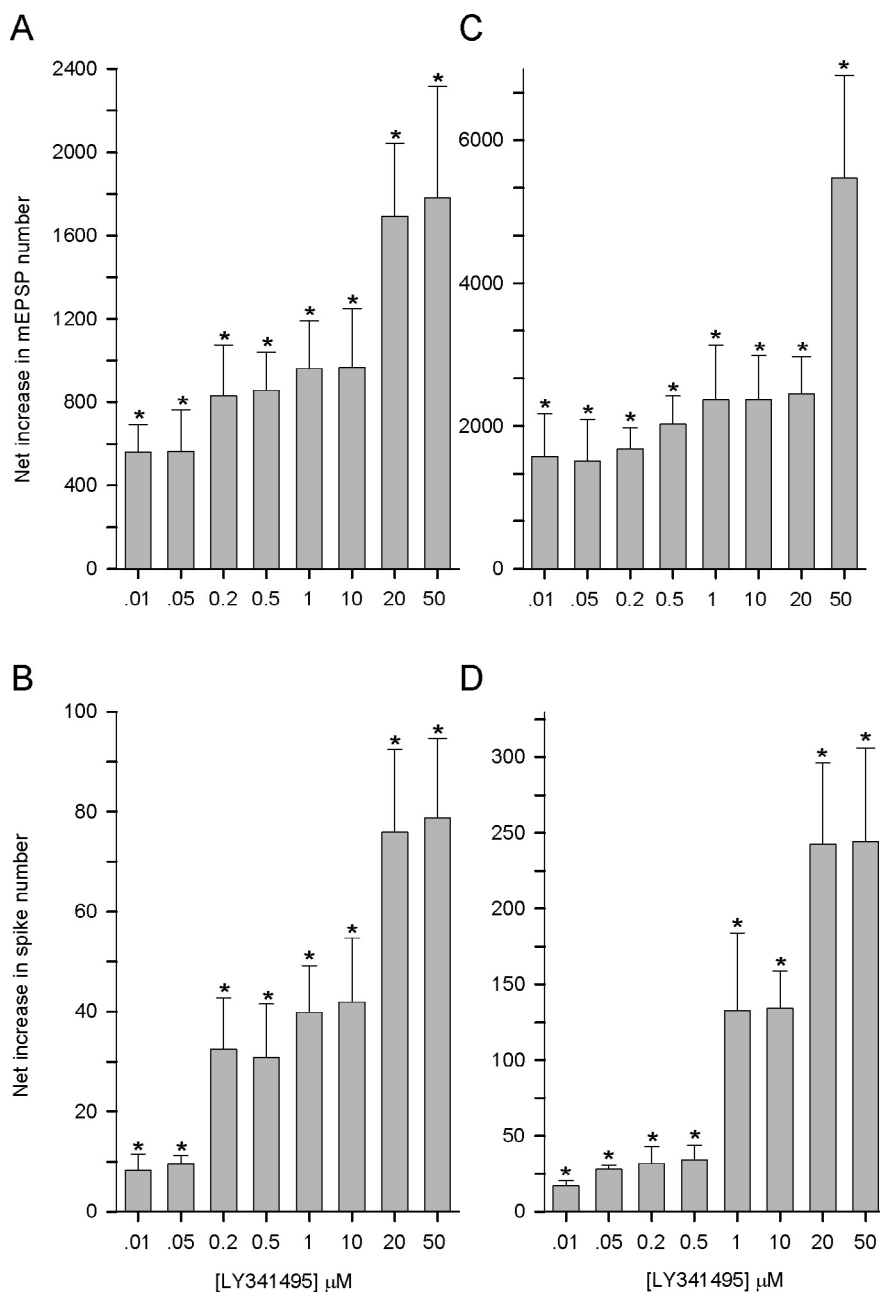 A
Net increase in mEPSP number
2400
2000
1600
1200
800
400
0
* * * * * * * *
.01 .05 0.2 0.5 1 10 20 50
C
6000
4000
2000
0
* * * * * * * *
.01 .05 0.2 0.5 1 10 20 50
B
Net increase in spike number
100
80
60
40
20
0
* * * * * * * *
.01 .05 0.2 0.5 1 10 20 50
[LY341495] μM
D
300
250
200
150
100
50
0
* * * * * * * *
.01 .05 0.2 0.5 1 10 20 50
[LY341495] μM